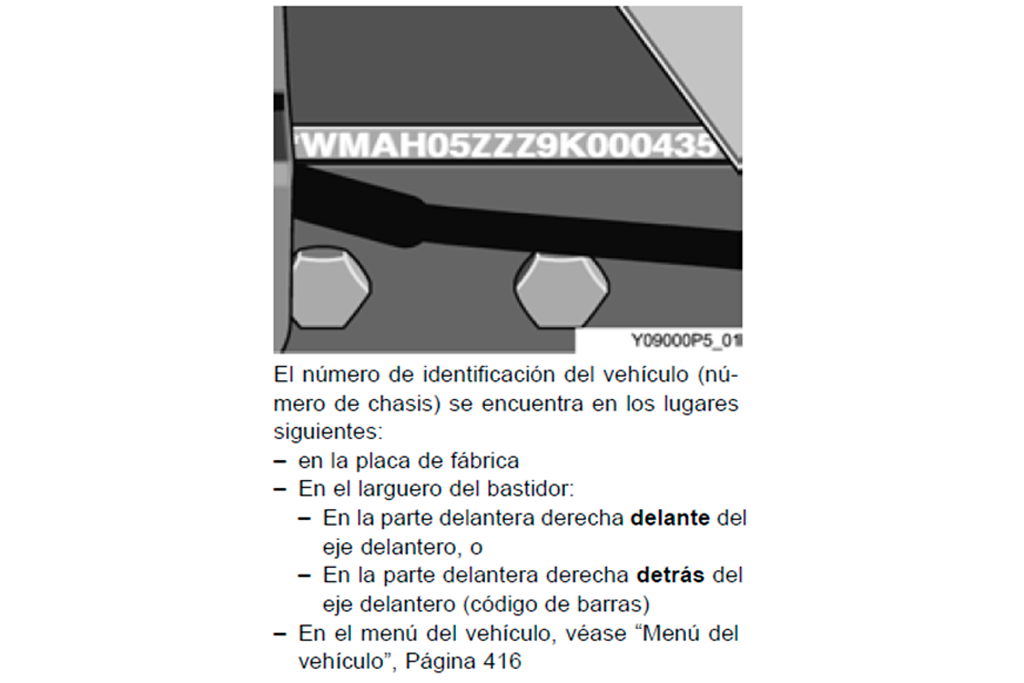 *WMAH05ZZZ9K000435
Y09000P5_01
El número de identificación del vehículo (nú-
mero de chasis) se encuentra en los lugares
siguientes:
– en la placa de fábrica
– En el larguero del bastidor:
– En la parte delantera derecha delante del
eje delantero, o
– En la parte delantera derecha detrás del
eje delantero (código de barras)
– En el menú del vehículo, véase “Menú del
vehículo”, Página 416